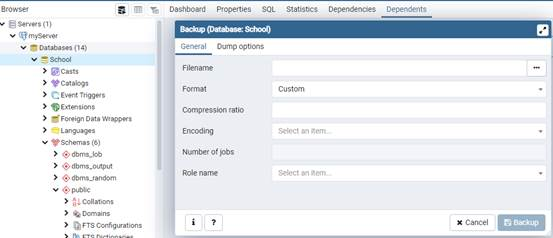 Browser
Dashboard Properties SQL Statistics Dependencies Dependents
Servers (1)
myServer
Databases (14)
School
Casts
Catalogs
Event Triggers
Extensions
Foreign Data Wrappers
Languages
Schemas (6)
dbms_lob
dbms_output
dbms_random
public
Collations
Domains
FTS Configurations
FTS Dictionaries
Backup (Database: School)
General Dump options
Filename
Format Custom
Compression ratio
Encoding Select an item...
Number of jobs
Role name Select an item...
i ? Cancel Backup